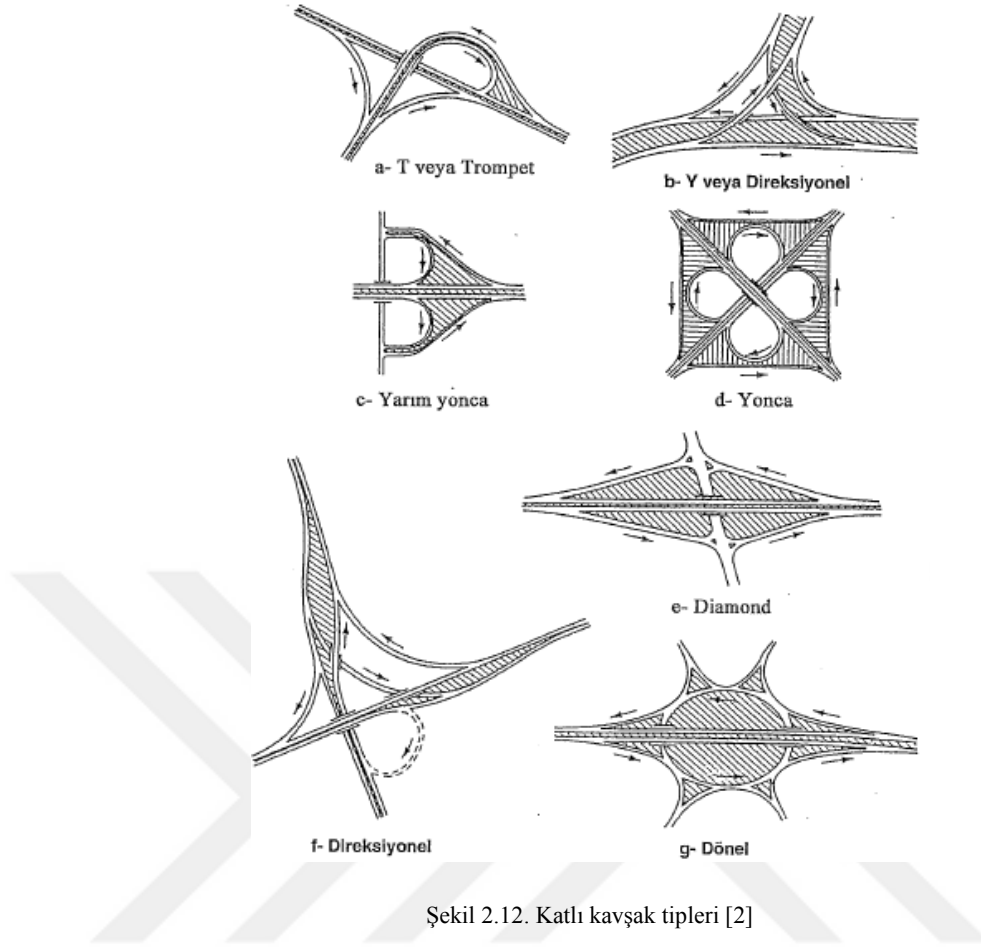 a- T veya Trompet
b- Y veya Direksiyonel
c- Yarım yonca
d- Yonca
e- Diamond
f- Direksiyonel
g- Dönel
Şekil 2.12. Katlı kavşak tipleri [2]